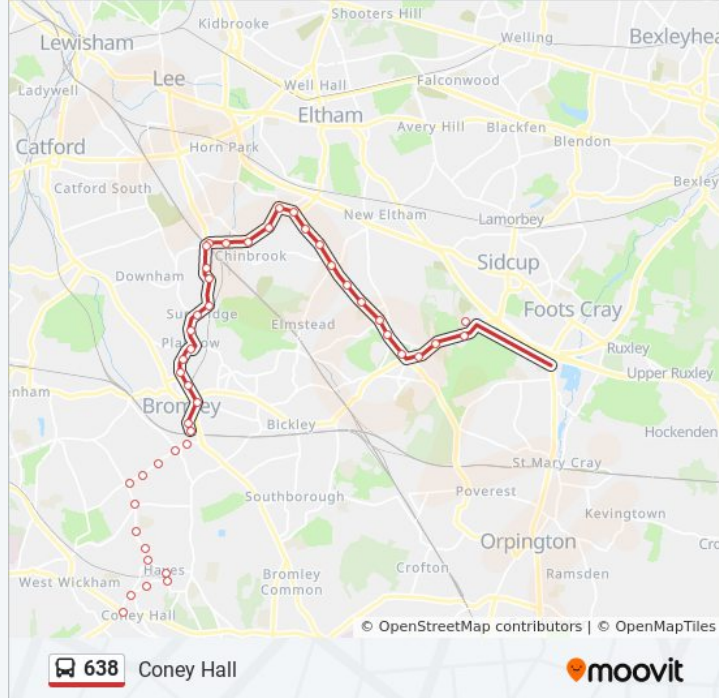 Shooters Hill
Kidbrooke
Welling
Bexleyhea
Lewisham
Lee
Well Hall
Falconwood
Ladywell
Eltham
Avery Hill
Blackfen
Blendon
Catford
Horn Park
Catford South
Bexley
New Eltham
Lamorbey
Chinbrook
Sidcup
Downham
Foots Cray
Elmstead
Ruxley
Upper Ruxley
enham
Bromley
Bickley
Hockenden
St Mary Cray
Southborough
Poverest
Kevingtown
Orpington
Cro
Hayes
Crofton
Ramsden
West Wickham
Bromley
Common
Coney Hall
© OpenStreetMap contributors | © OpenMapTiles
638 Coney Hall
moovit